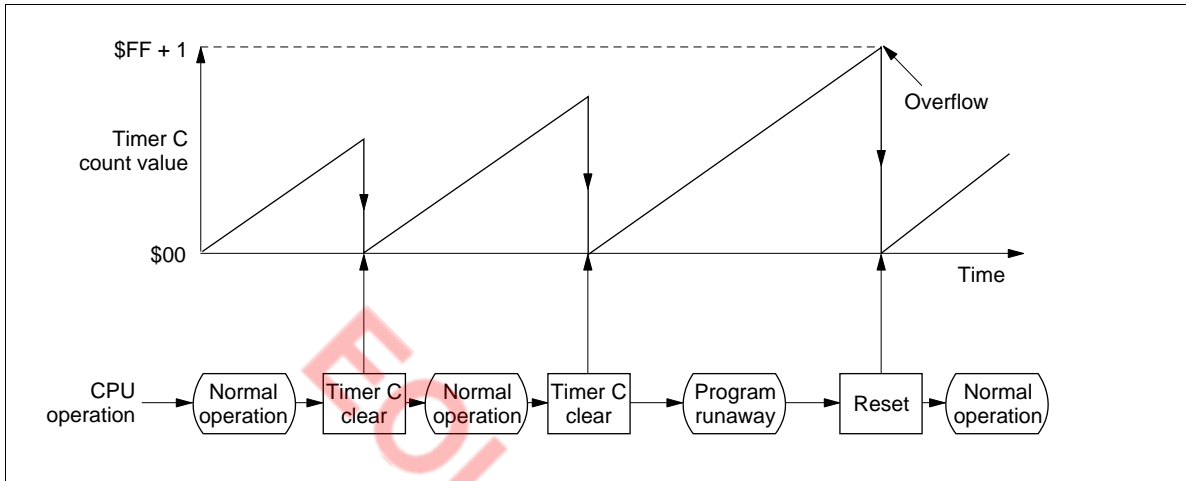 $FF + 1
Overflow
Timer C
count value
$00
Time
CPU
operation
Normal
operation
Timer C
clear
Normal
operation
Timer C
clear
Program
runaway
Reset
Normal
operation